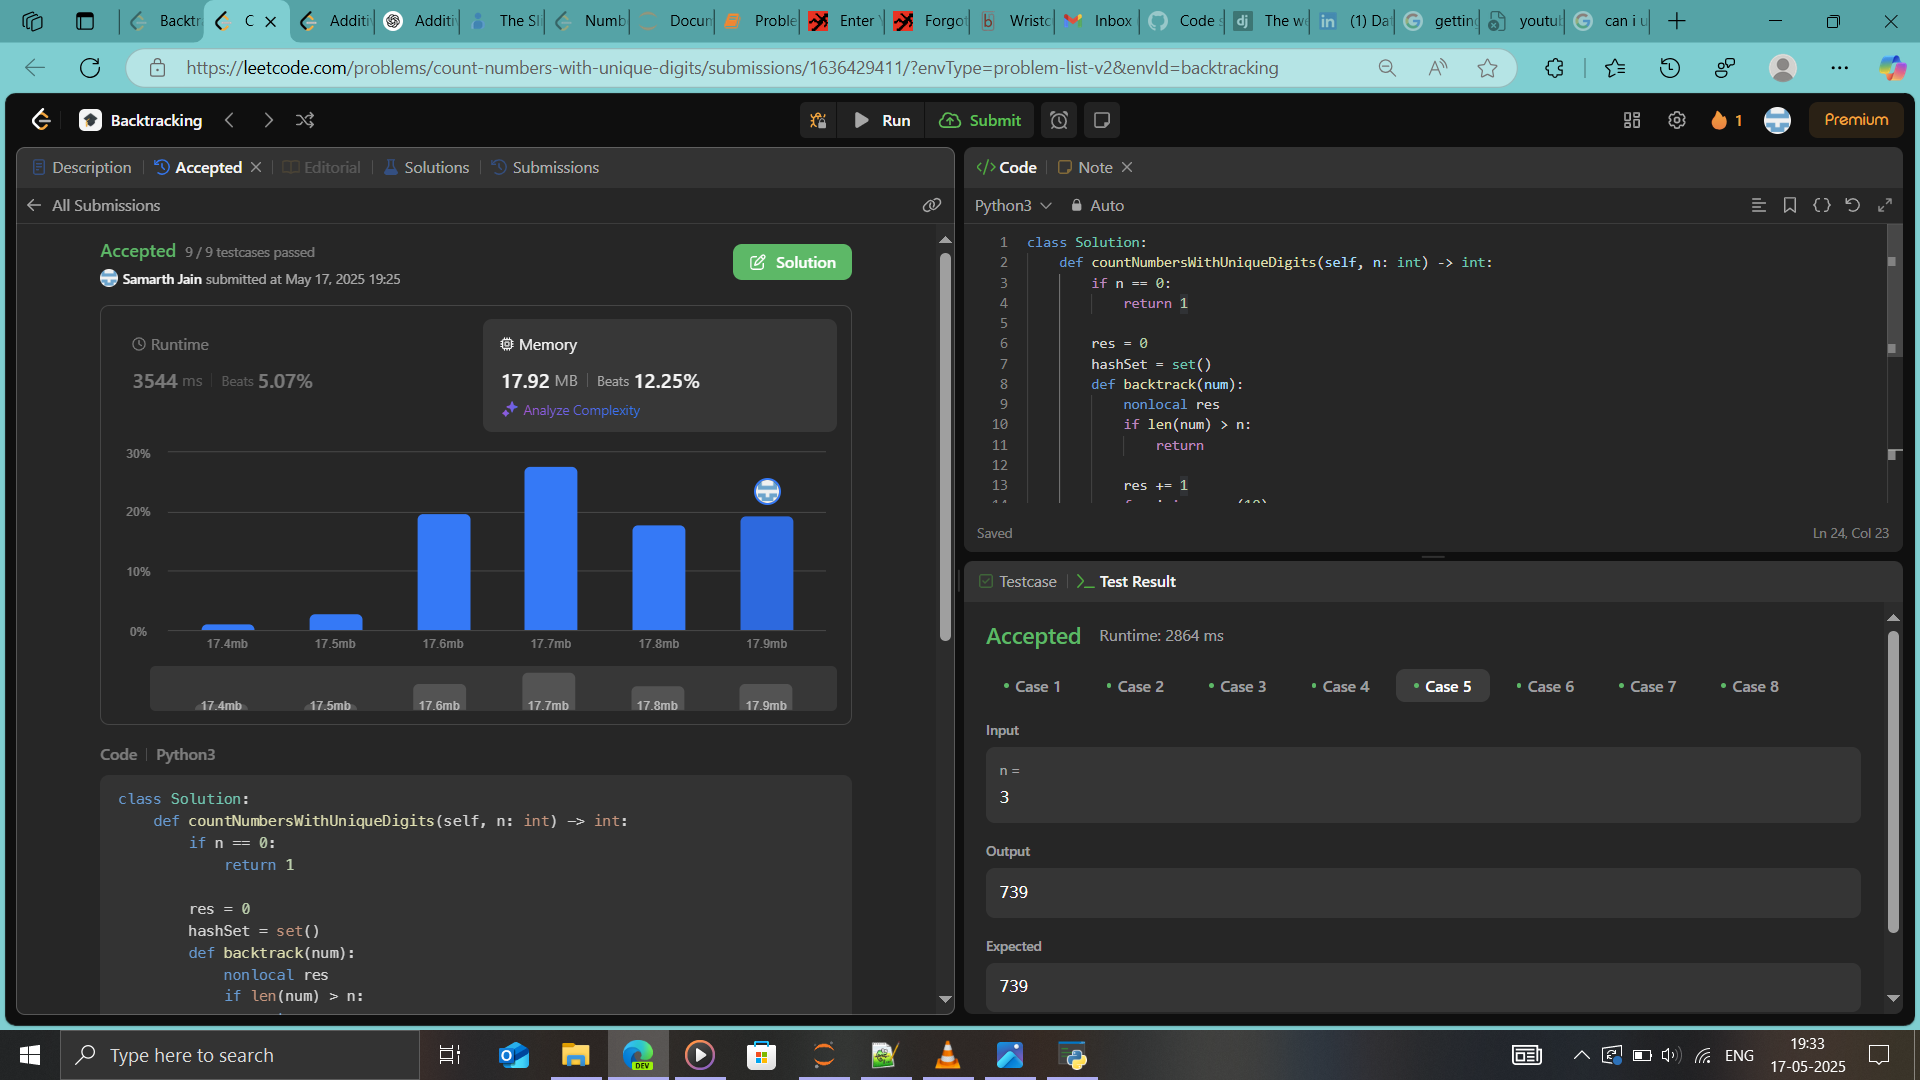 Backtr
C
Additiv
Additiv
The Sl
Numb
Docun
Proble
Enter
Forgot
Wristc
Inbox
Code s
The we
(1) Dat
getting
youtub
can i u
https://leetcode.com/problems/count-numbers-with-unique-digits/submissions/1636429411/?envType=problem-list-v2&envId=backtracking
Backtracking
Run
Submit
1
Premium
Description
Accepted
Editorial
Solutions
Submissions
All Submissions
Accepted 9 / 9 testcases passed
Samarth Jain submitted at May 17, 2025 19:25
Solution
Runtime
3544 ms Beats 5.07%
Memory
17.92 MB Beats 12.25%
Analyze Complexity
30%
20%
10%
0%
17.4mb 17.5mb 17.6mb 17.7mb 17.8mb 17.9mb
17.4mb 17.5mb 17.6mb 17.7mb 17.8mb 17.9mb
Code Python3
class Solution:
def countNumbersWithUniqueDigits(self, n: int) -> int:
if n == 0:
return 1
res = 0
hashSet = set()
def backtrack(num):
nonlocal res
if len(num) > n:
</> Code
Note
Python3
Auto
1 class Solution:
2 def countNumbersWithUniqueDigits(self, n: int) -> int:
3 if n == 0:
4 return 1
5
6 res = 0
7 hashSet = set()
8 def backtrack(num):
9 nonlocal res
10 if len(num) > n:
11 return
12
13 res += 1
Saved
Ln 24, Col 23
Testcase
Test Result
Accepted Runtime: 2864 ms
Case 1 Case 2 Case 3 Case 4 Case 5 Case 6 Case 7 Case 8
Input
n =
3
Output
739
Expected
739
Type here to search
DEV
ENG
19:33
17-05-2025